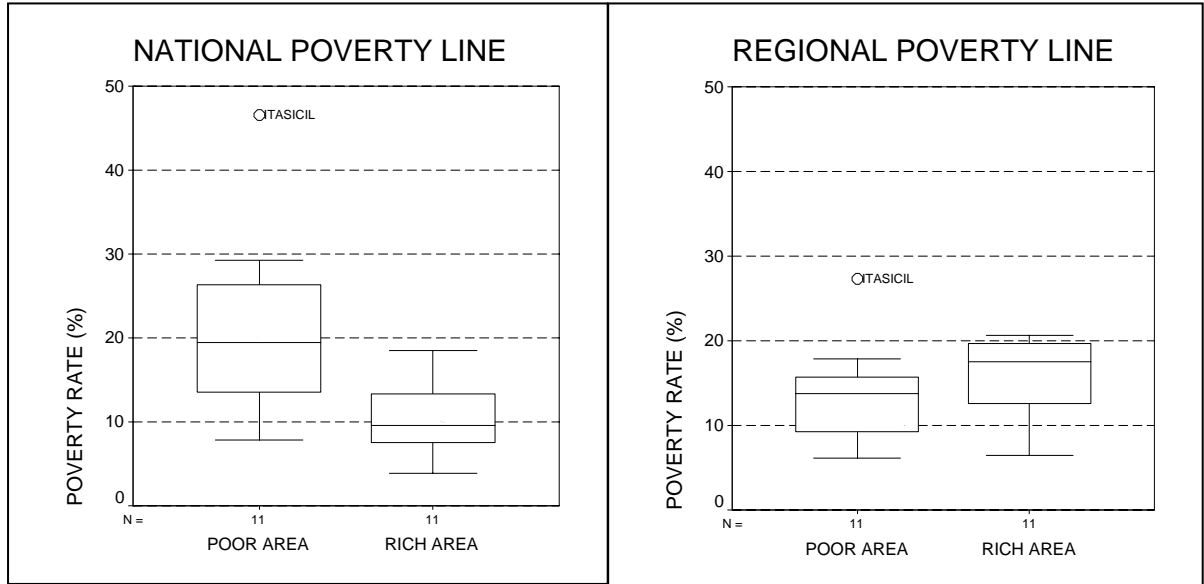 NATIONAL POVERTY LINE
POVERTY RATE (%)
50
40
30
20
10
0
ITASICIL
N =
11
11
POOR AREA
RICH AREA
REGIONAL POVERTY LINE
POVERTY RATE (%)
50
40
30
20
10
0
ITASICIL
N =
11
11
POOR AREA
RICH AREA